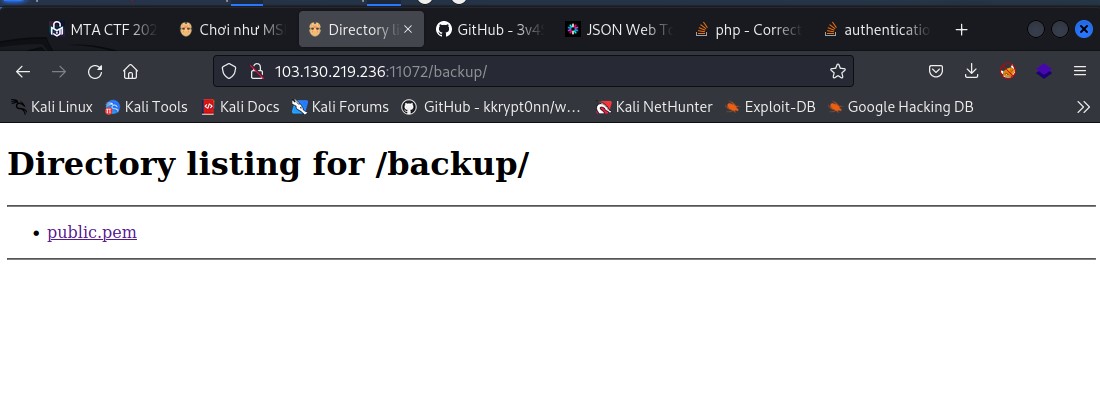 MTA CTF 202
Chơi như MS
Directory li
GitHub - 3v4
JSON Web To
php - Correct
authenticatio
103.130.219.236:11072/backup/
Kali Linux
Kali Tools
Kali Docs
Kali Forums
GitHub - kkrypt0nn/w...
Kali NetHunter
Exploit-DB
Google Hacking DB
Directory listing for /backup/
• public.pem